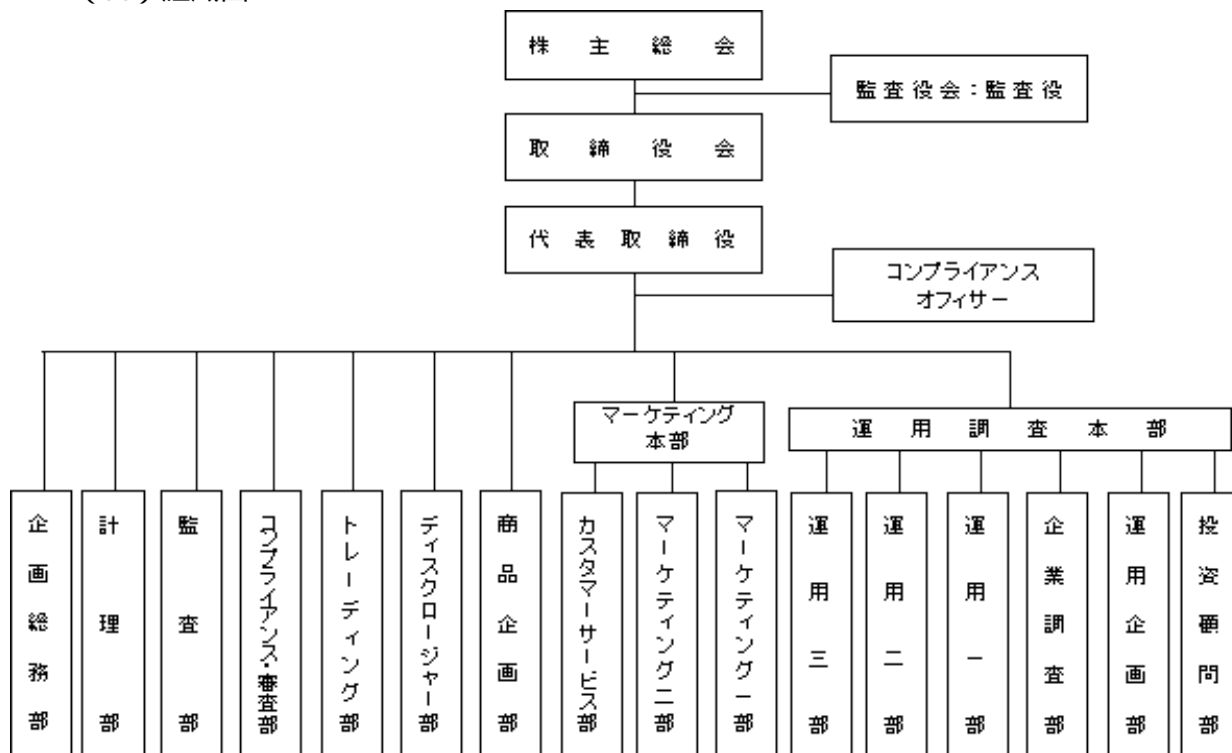 株主総会
監査役会：監査役
取締役会
代表取締役
コンプライアンス
オフィサー
マーケティング
本部
運用調査本部
企画総務部
計理部
監査部
コンプライアンス・審査部
トレーディング部
ディスクロージャー部
商品企画部
カスタマーサービス部
マーケティング二部
マーケティング一部
運用三部
運用二部
運用一部
企業調査部
運用企画部
投資顧問部